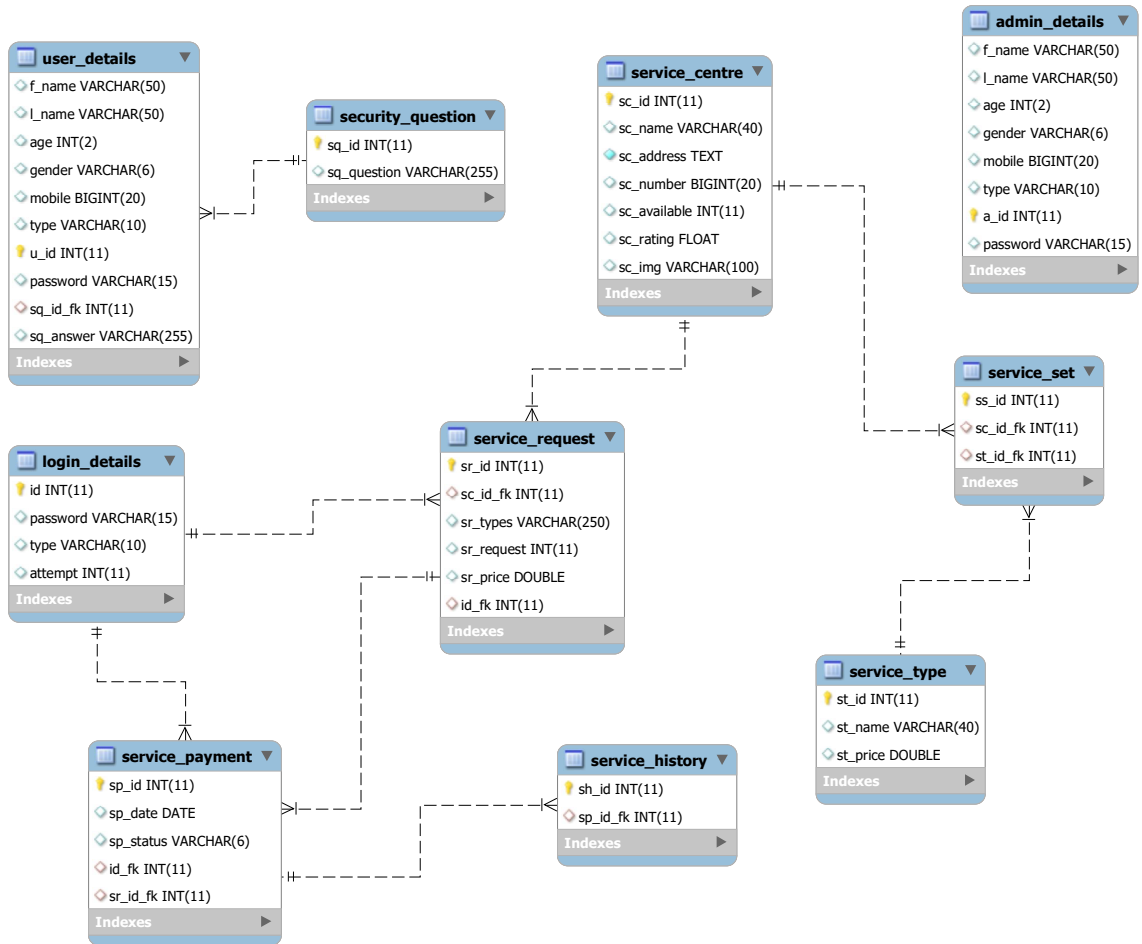 user_details
f_name VARCHAR(50)
l_name VARCHAR(50)
age INT(2)
gender VARCHAR(6)
mobile BIGINT(20)
type VARCHAR(10)
u_id INT(11)
password VARCHAR(15)
sq_id_fk INT(11)
sq_answer VARCHAR(255)
Indexes
security_question
sq_id INT(11)
sq_question VARCHAR(255)
Indexes
service_centre
sc_id INT(11)
sc_name VARCHAR(40)
sc_address TEXT
sc_number BIGINT(20)
sc_available INT(11)
sc_rating FLOAT
sc_img VARCHAR(100)
Indexes
admin_details
f_name VARCHAR(50)
l_name VARCHAR(50)
age INT(2)
gender VARCHAR(6)
mobile BIGINT(20)
type VARCHAR(10)
a_id INT(11)
password VARCHAR(15)
Indexes
service_set
ss_id INT(11)
sc_id_fk INT(11)
st_id_fk INT(11)
Indexes
login_details
id INT(11)
password VARCHAR(15)
type VARCHAR(10)
attempt INT(11)
Indexes
service_request
sr_id INT(11)
sc_id_fk INT(11)
sr_types VARCHAR(250)
sr_request INT(11)
sr_price DOUBLE
id_fk INT(11)
Indexes
service_type
st_id INT(11)
st_name VARCHAR(40)
st_price DOUBLE
Indexes
service_payment
sp_id INT(11)
sp_date DATE
sp_status VARCHAR(6)
id_fk INT(11)
sr_id_fk INT(11)
Indexes
service_history
sh_id INT(11)
sp_id_fk INT(11)
Indexes